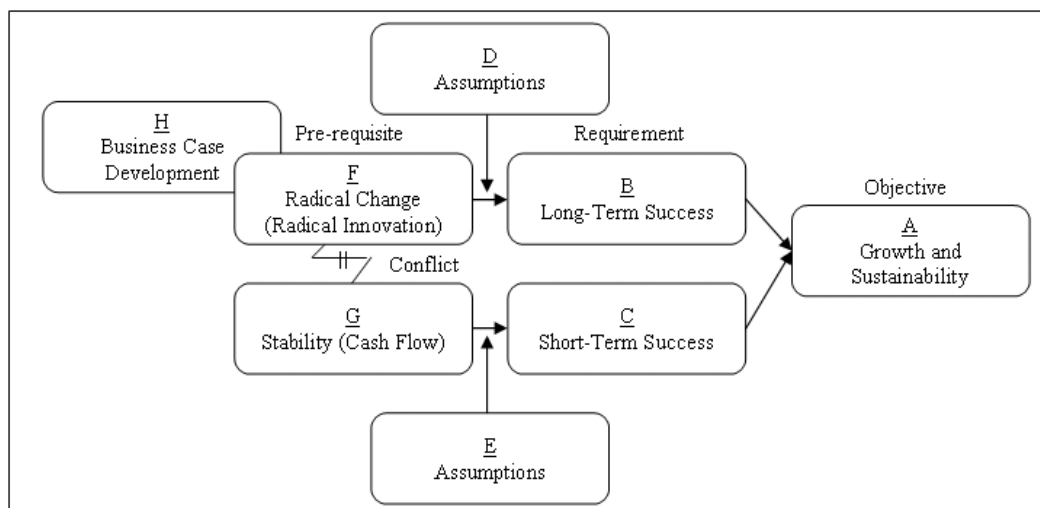 D
Assumptions
H
Business Case
Development
Pre-requisite
Requirement
F
Radical Change
(Radical Innovation)
B
Long-Term Success
Objective
A
Growth and
Sustainability
Conflict
G
Stability (Cash Flow)
C
Short-Term Success
E
Assumptions